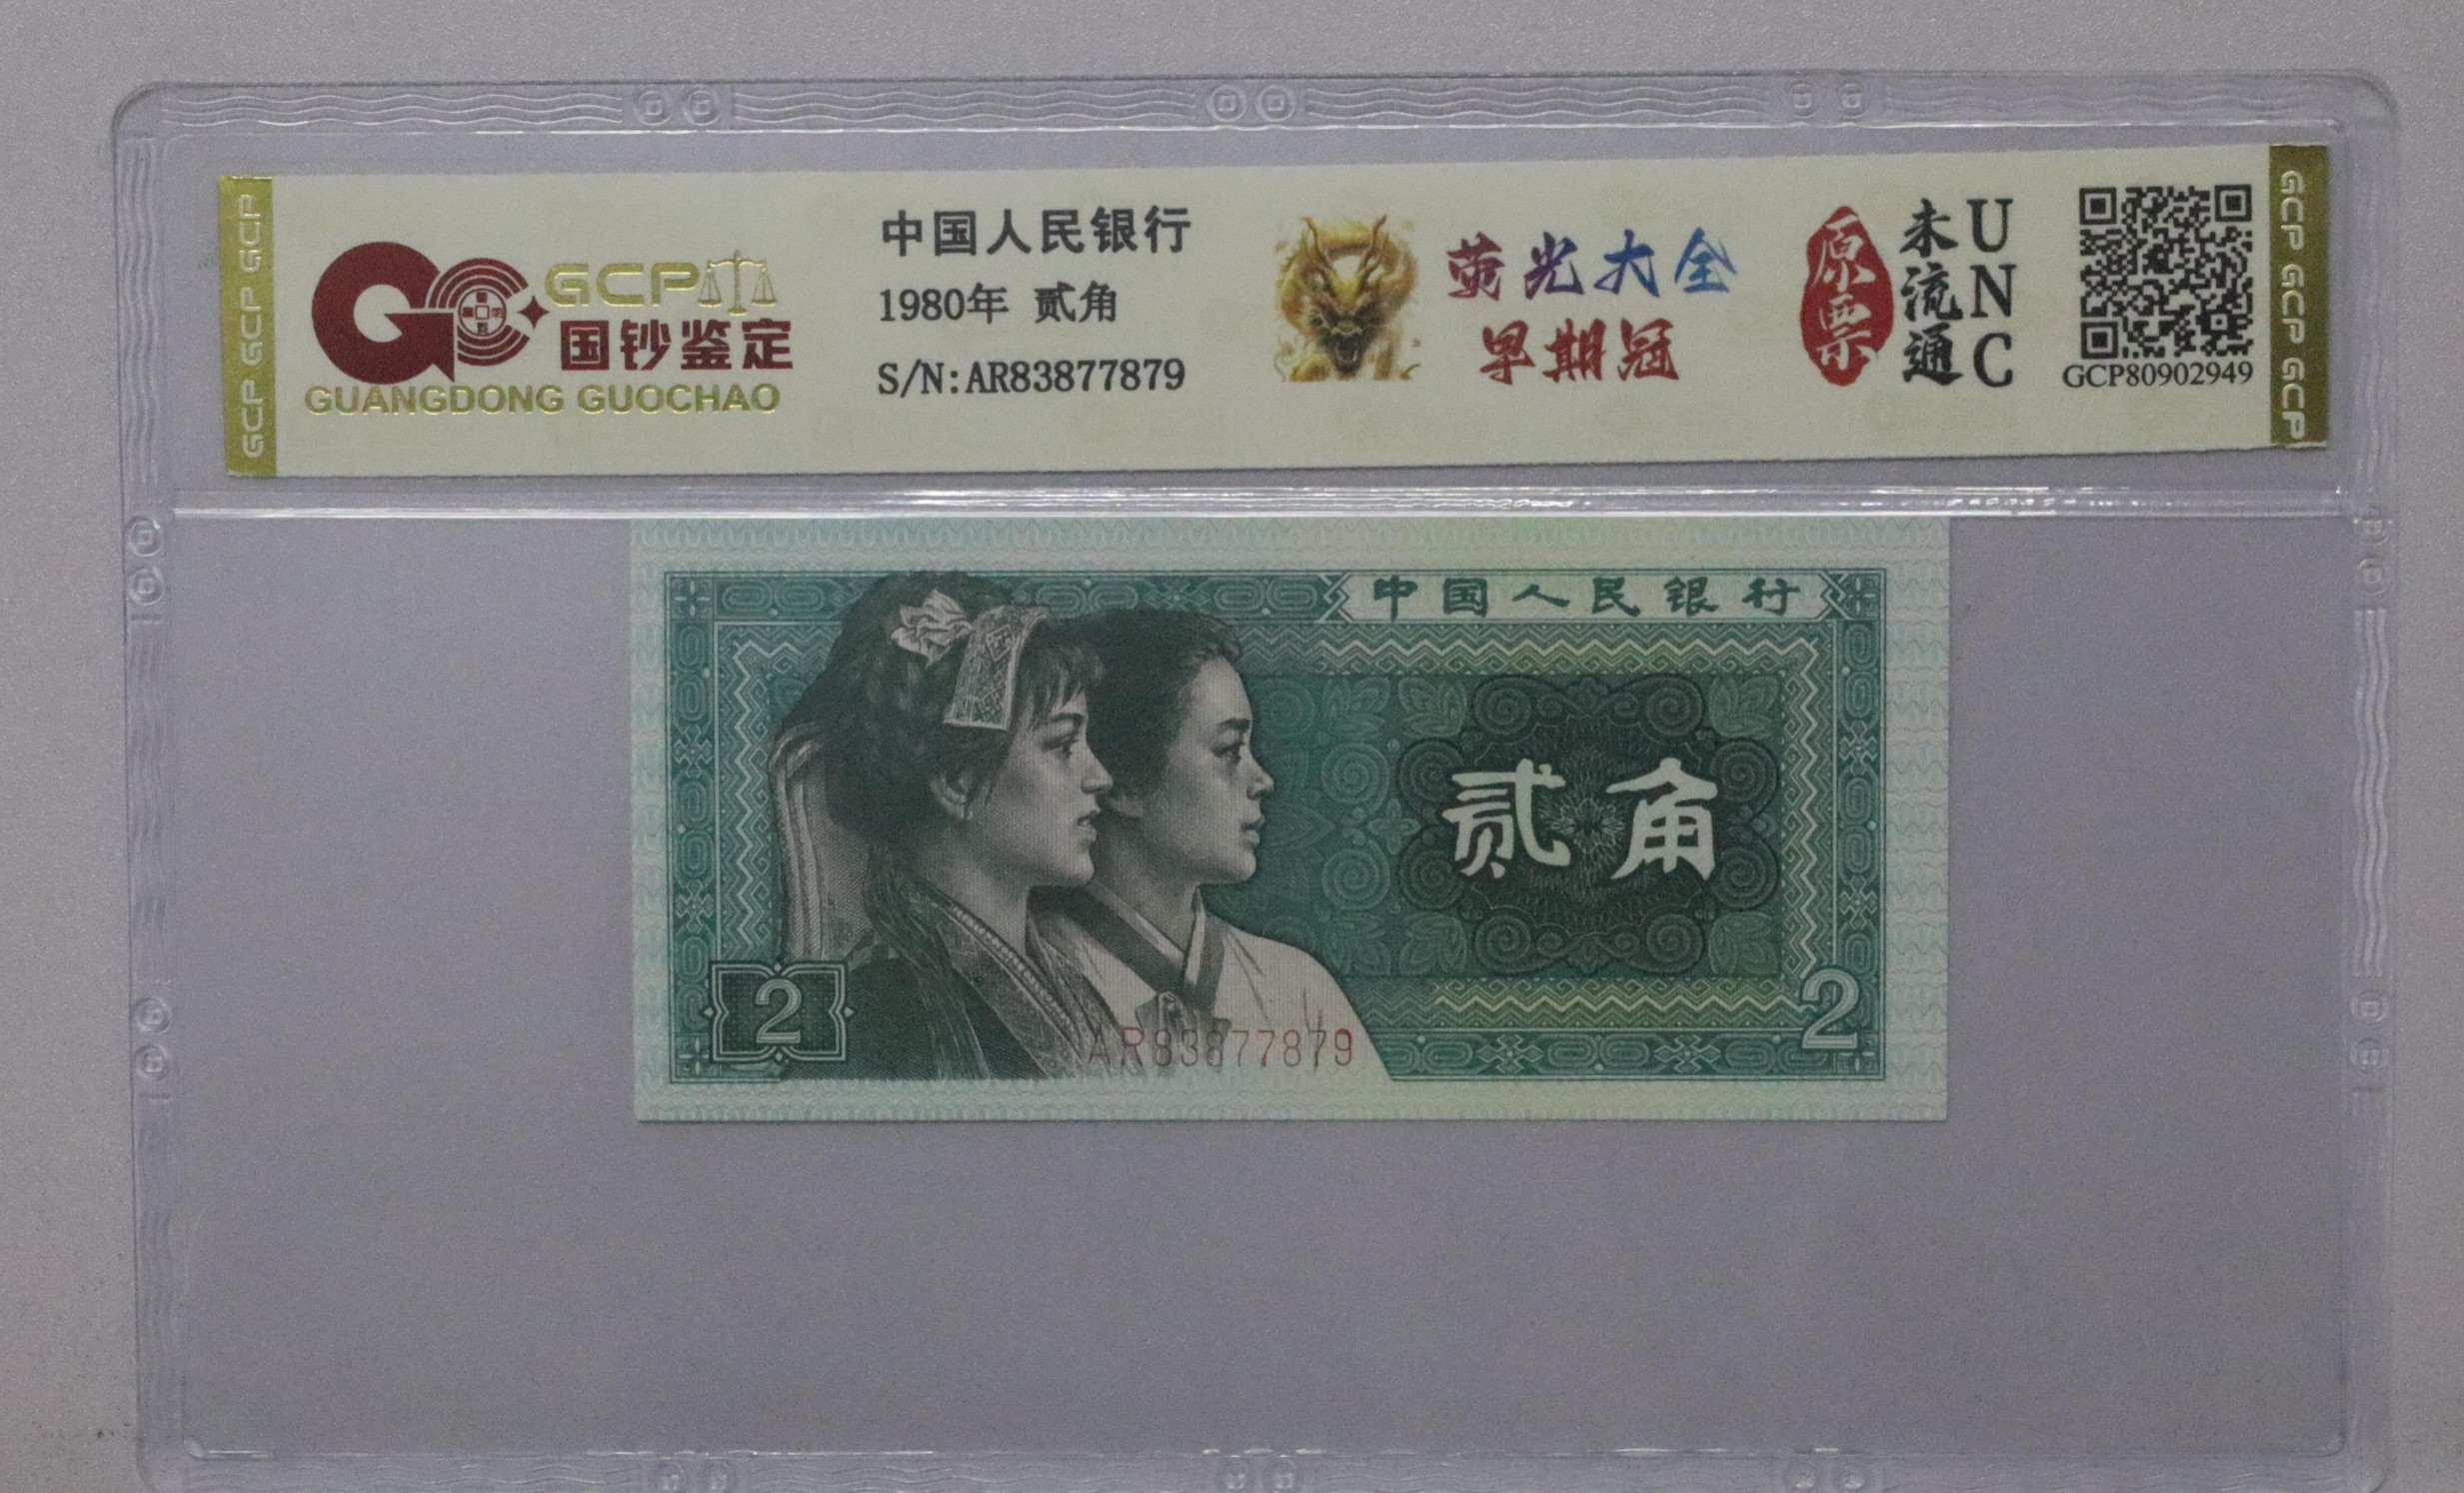 GCP GCP GCP
GCP
国钞鉴定
GUANGDONG GUOCHAO
中国人民银行
1980年 贰角
S/N:AR83877879
荧光大全
早期冠
原票
未流通
UNC
GCP80902949
GCP GCP GCP
中国人民银行
贰角
2
2
AR83877879